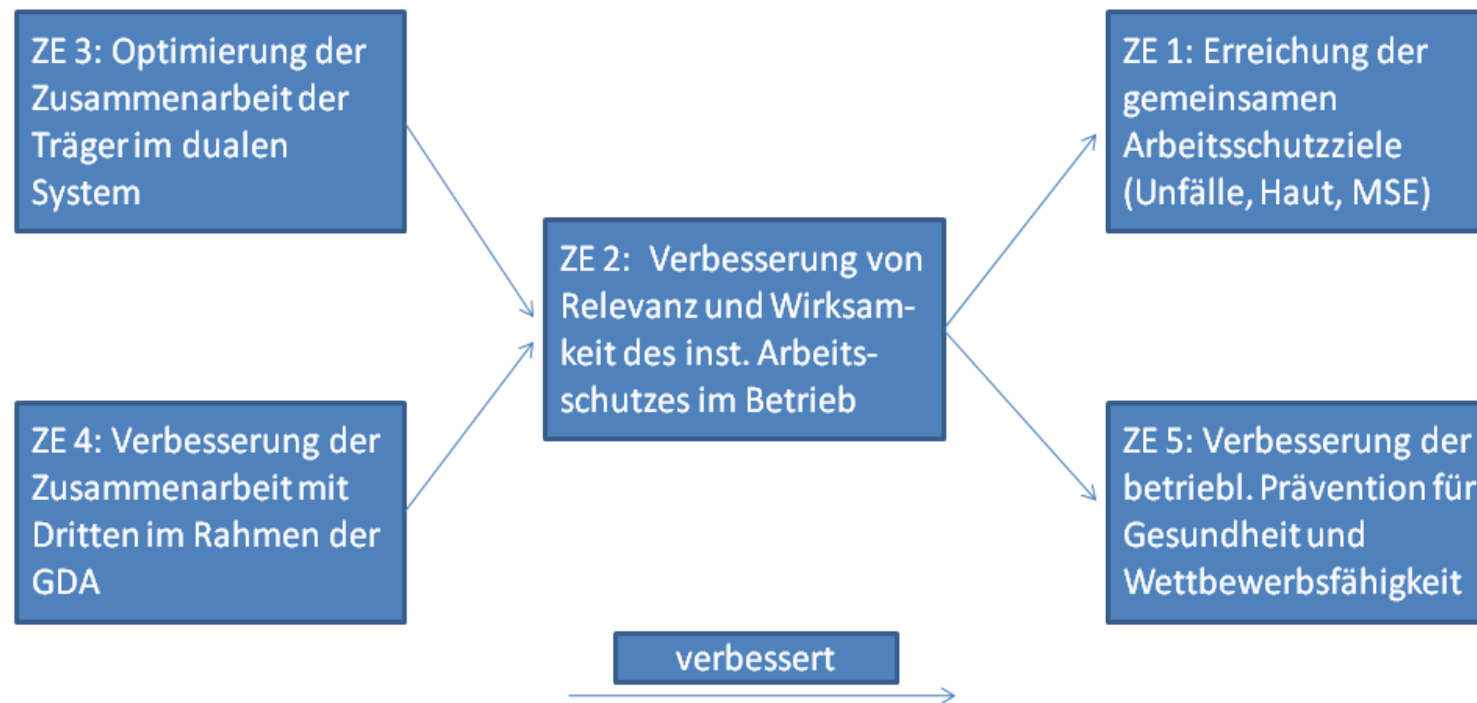 ZE 3: Optimierung der
Zusammenarbeit der
Träger im dualen
System
ZE 4: Verbesserung der
Zusammenarbeit mit
Dritten im Rahmen der
GDA
ZE 2: Verbesserung von
Relevanz und Wirksam-
keit des inst. Arbeits-
schutzes im Betrieb
ZE 1: Erreichung der
gemeinsamen
Arbeitsschutzziele
(Unfälle, Haut, MSE)
ZE 5: Verbesserung der
betriebl. Prävention für
Gesundheit und
Wettbewerbsfähigkeit
verbessert